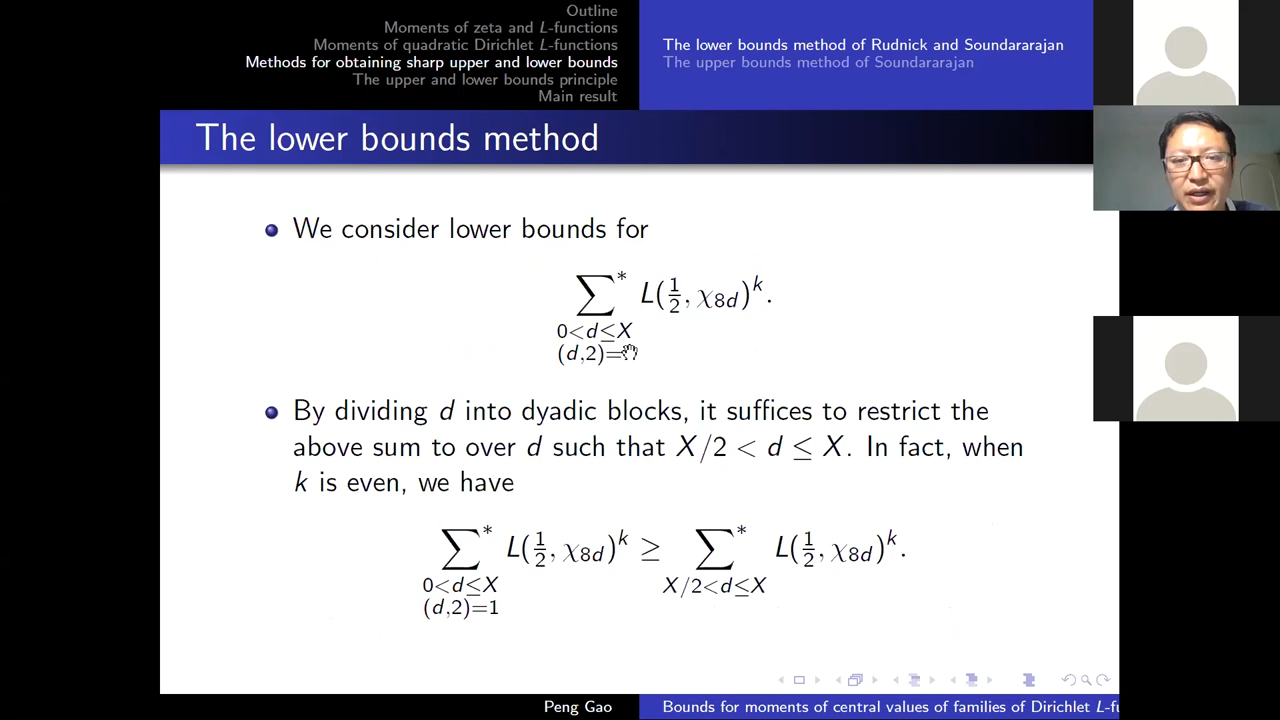 Outline
Moments of zeta and L-functions
Moments of quadratic Dirichlet L-functions
Methods for obtaining sharp upper and lower bounds
The upper and lower bounds principle
Main result
The lower bounds method of Rudnick and Soundararajan
The upper bounds method of Soundararajan
The lower bounds method
We consider lower bounds for
∑* L(½, χ8d)^k.
0<d≤X
(d,2)=
By dividing d into dyadic blocks, it suffices to restrict the
above sum to over d such that X/2 < d ≤ X. In fact, when
k is even, we have
∑* L(½, χ8d)^k ≥ ∑* L(½, χ8d)^k.
0<d≤X X/2<d≤X
(d,2)=1
Peng Gao
Bounds for moments of central values of families of Dirichlet L-fu